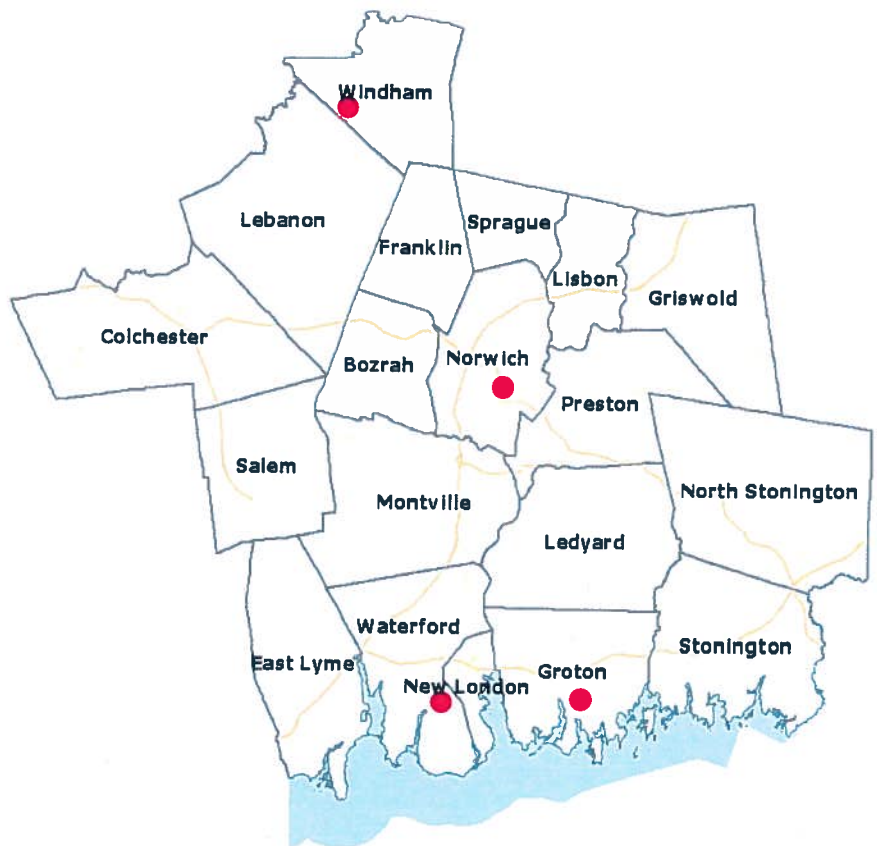 Windham
Lebanon
Franklin
Sprague
Lisbon
Griswold
Colchester
Bozrah
Norwich
Preston
Salem
Montville
North Stonington
Ledyard
Waterford
East Lyme
New London
Groton
Stonington